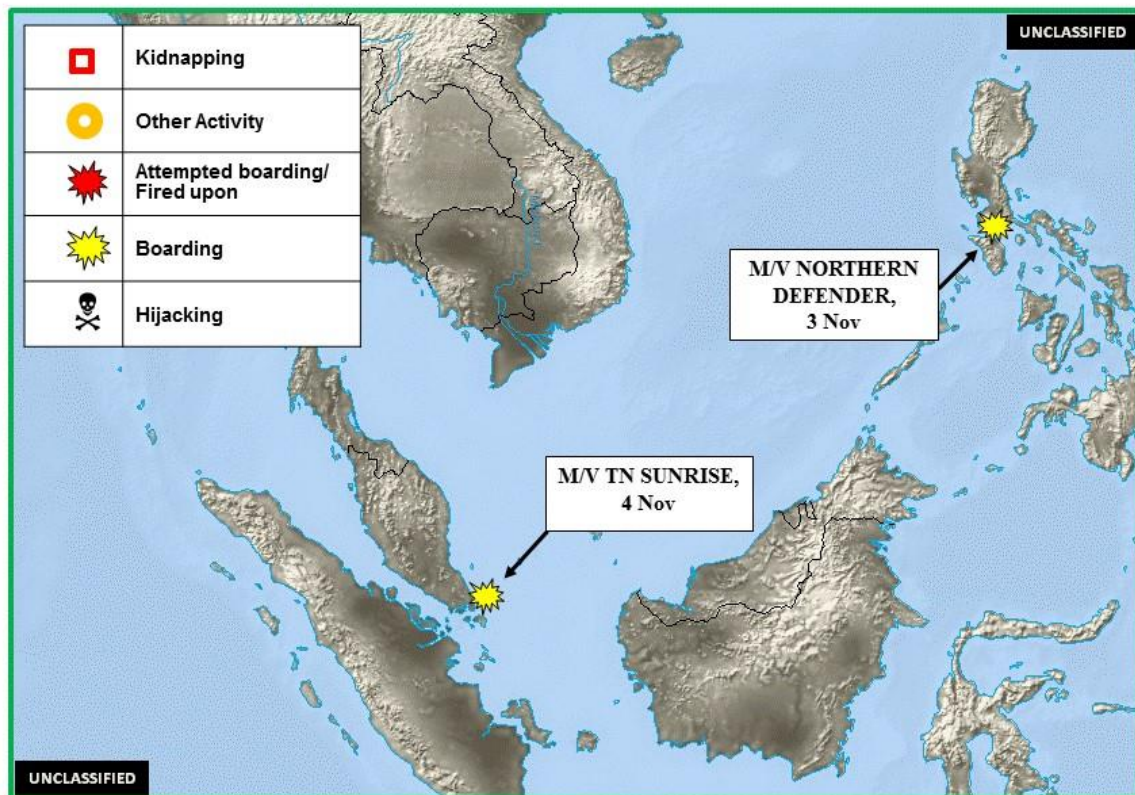 UNCLASSIFIED
Kidnapping
Other Activity
Attempted boarding/
Fired upon
Boarding
Hijacking
M/V NORTHERN
DEFENDER,
3 Nov
M/V TN SUNRISE,
4 Nov
UNCLASSIFIED